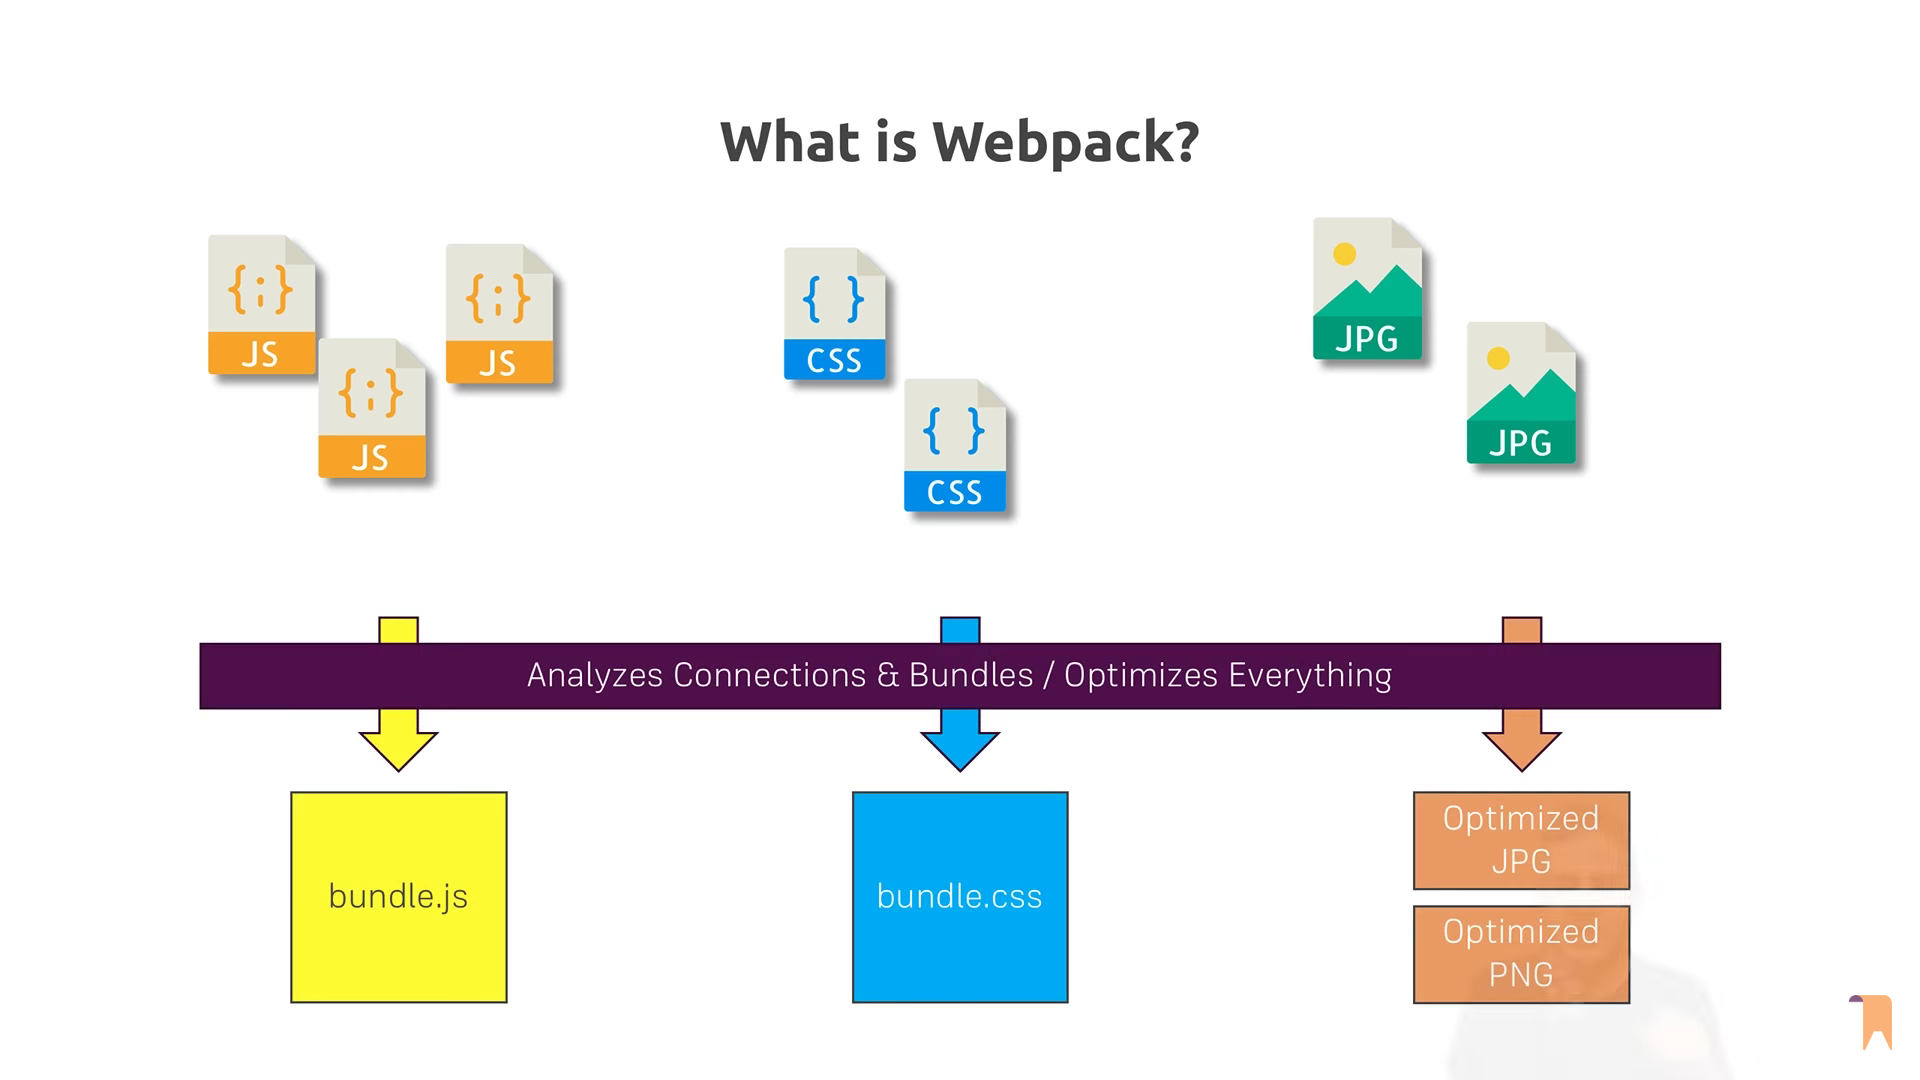 What is Webpack?
JS
JS
JS
CSS
CSS
JPG
JPG
Analyzes Connections & Bundles / Optimizes Everything
bundle.js
bundle.css
Optimized
JPG
Optimized
PNG